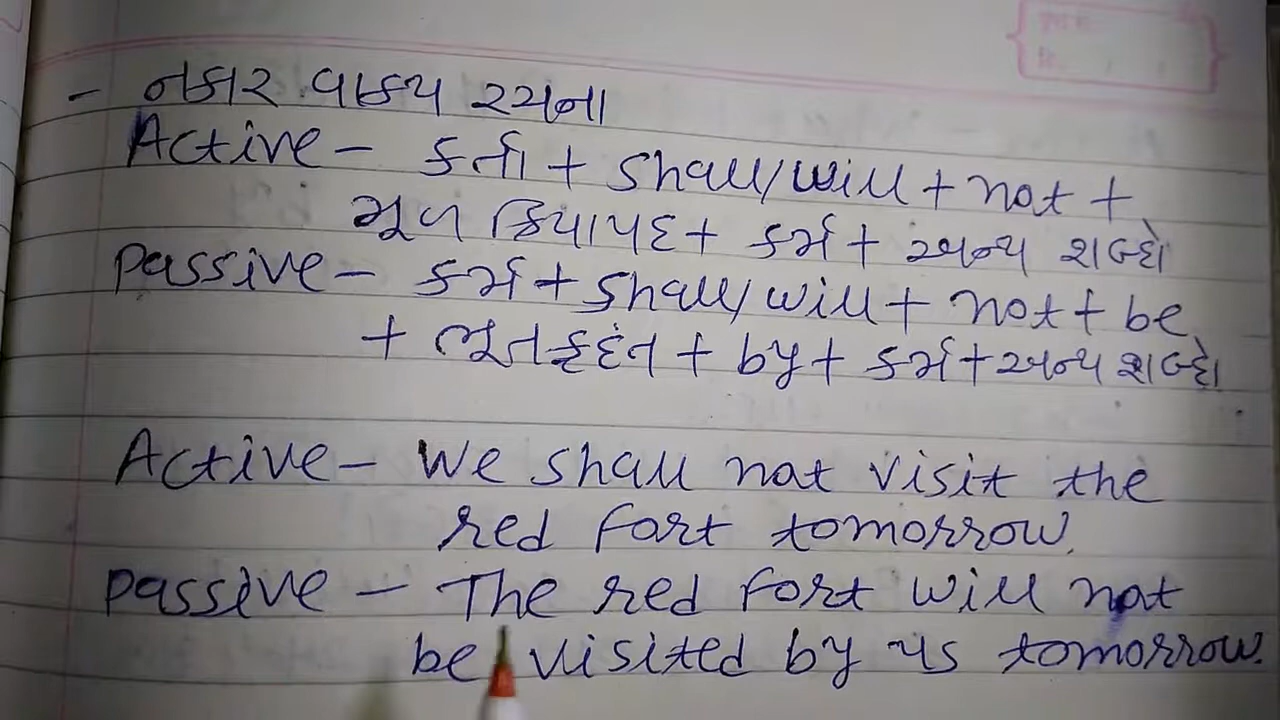 - નકાર વાક્ય રચના
Active - કર્તા + shall/will + not +
મૂળ ક્રિયાપદ + કર્મ + અન્ય શબ્દો
Passive - કર્મ + shall/will + not + be
+ ભૂતકૃદંત + by + કર્મ + અન્ય શબ્દો
Active - We shall not visit the
red fort tomorrow.
Passive - The red fort will not
be visited by us tomorrow.